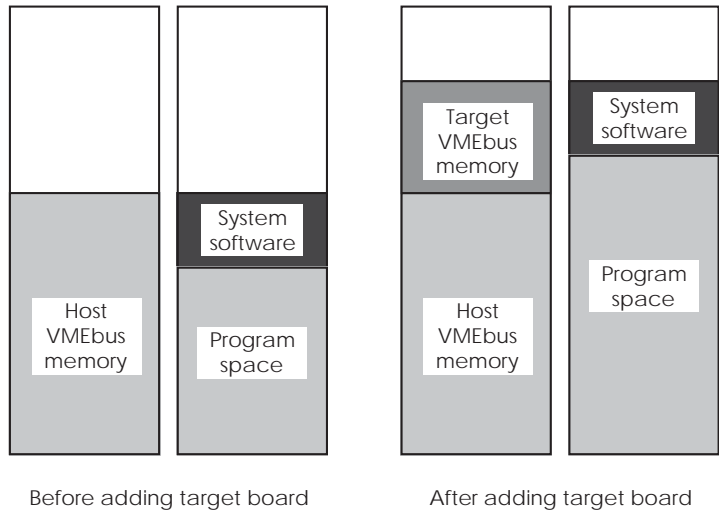 Host
VMEbus
memory
System
software
Program
space
Before adding target board
Target
VMEbus
memory
Host
VMEbus
memory
System
software
Program
space
After adding target board